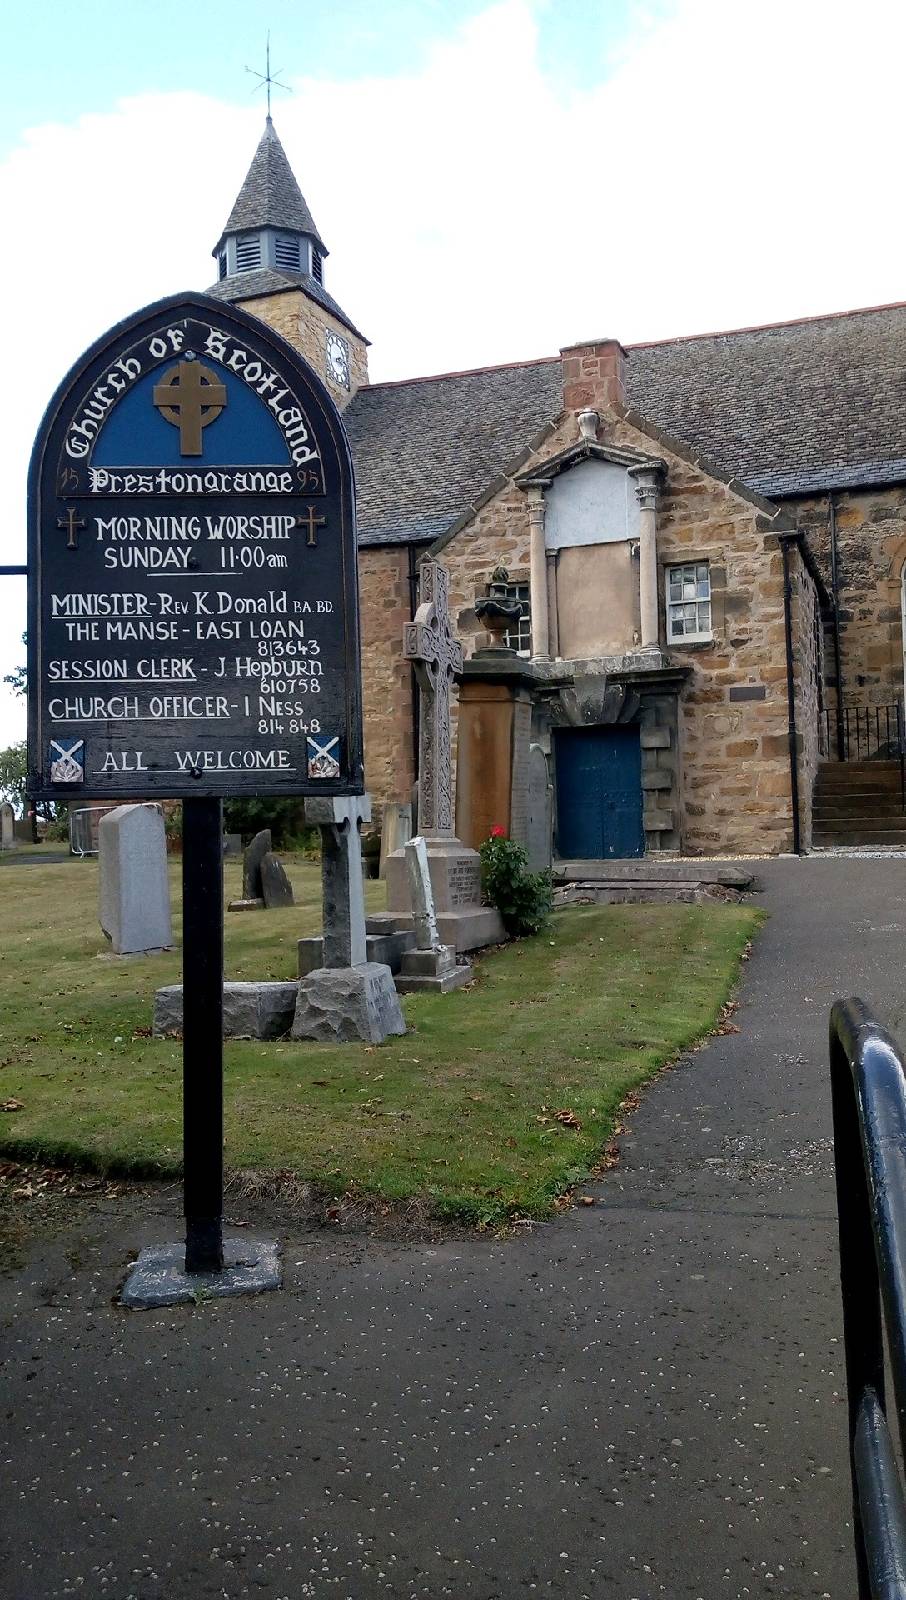 Church of Scotland
15 Prestongrange 95
MORNING WORSHIP
SUNDAY 11:00am
MINISTER-REV K. DONALD B.A. B.D.
THE MANSE - EAST LOAN
813643
SESSION CLERK - J. HEPBURN
610758
CHURCH OFFICER - I NESS
814 848
ALL WELCOME